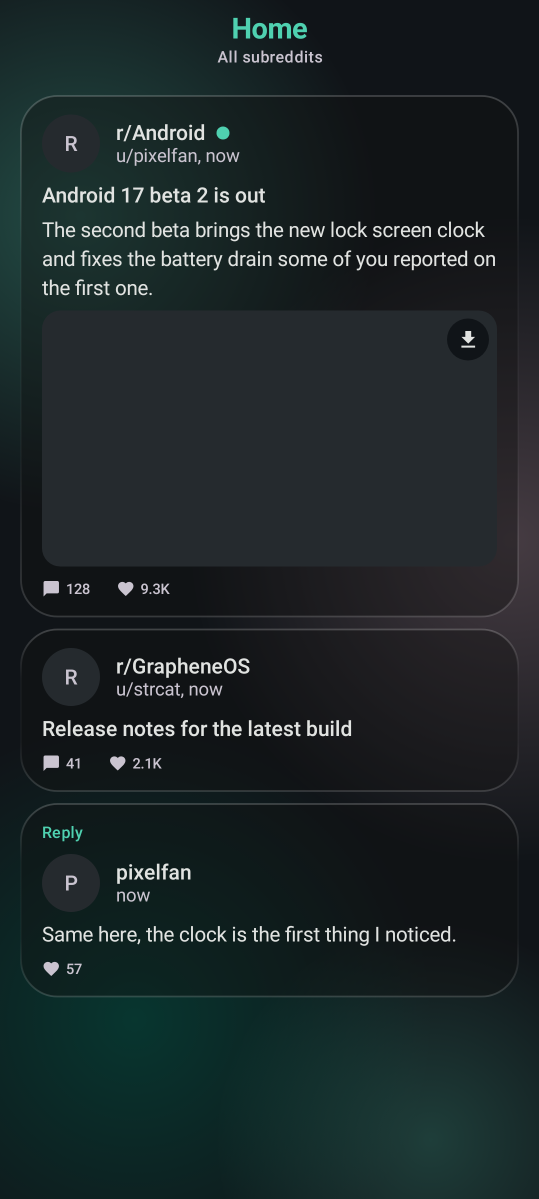 Home
All subreddits
R
r/Android
u/pixelfan, now
Android 17 beta 2 is out
The second beta brings the new lock screen clock
and fixes the battery drain some of you reported on
the first one.
128 9.3K
R
r/GrapheneOS
u/strcat, now
Release notes for the latest build
41 2.1K
Reply
P
pixelfan
now
Same here, the clock is the first thing I noticed.
57